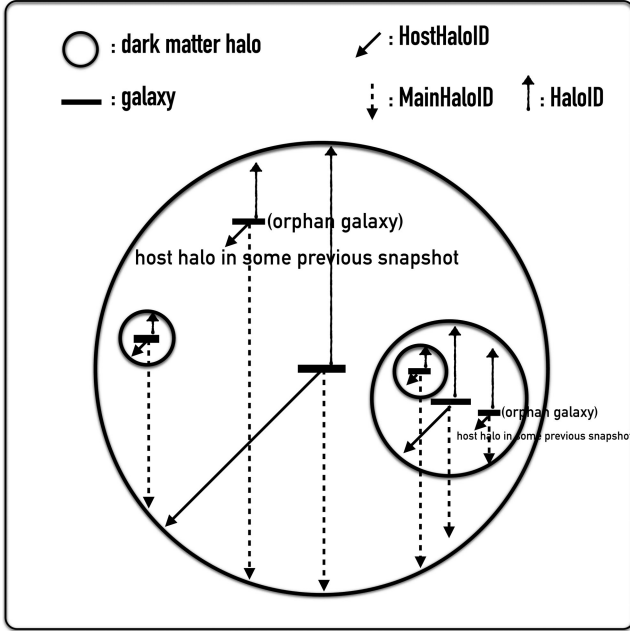 : dark matter halo
: HostHaloID
: galaxy
: MainHaloID
: HaloID
(orphan galaxy)
host halo in some previous snapshot
(orphan galaxy)
host halo in some previous snapshot